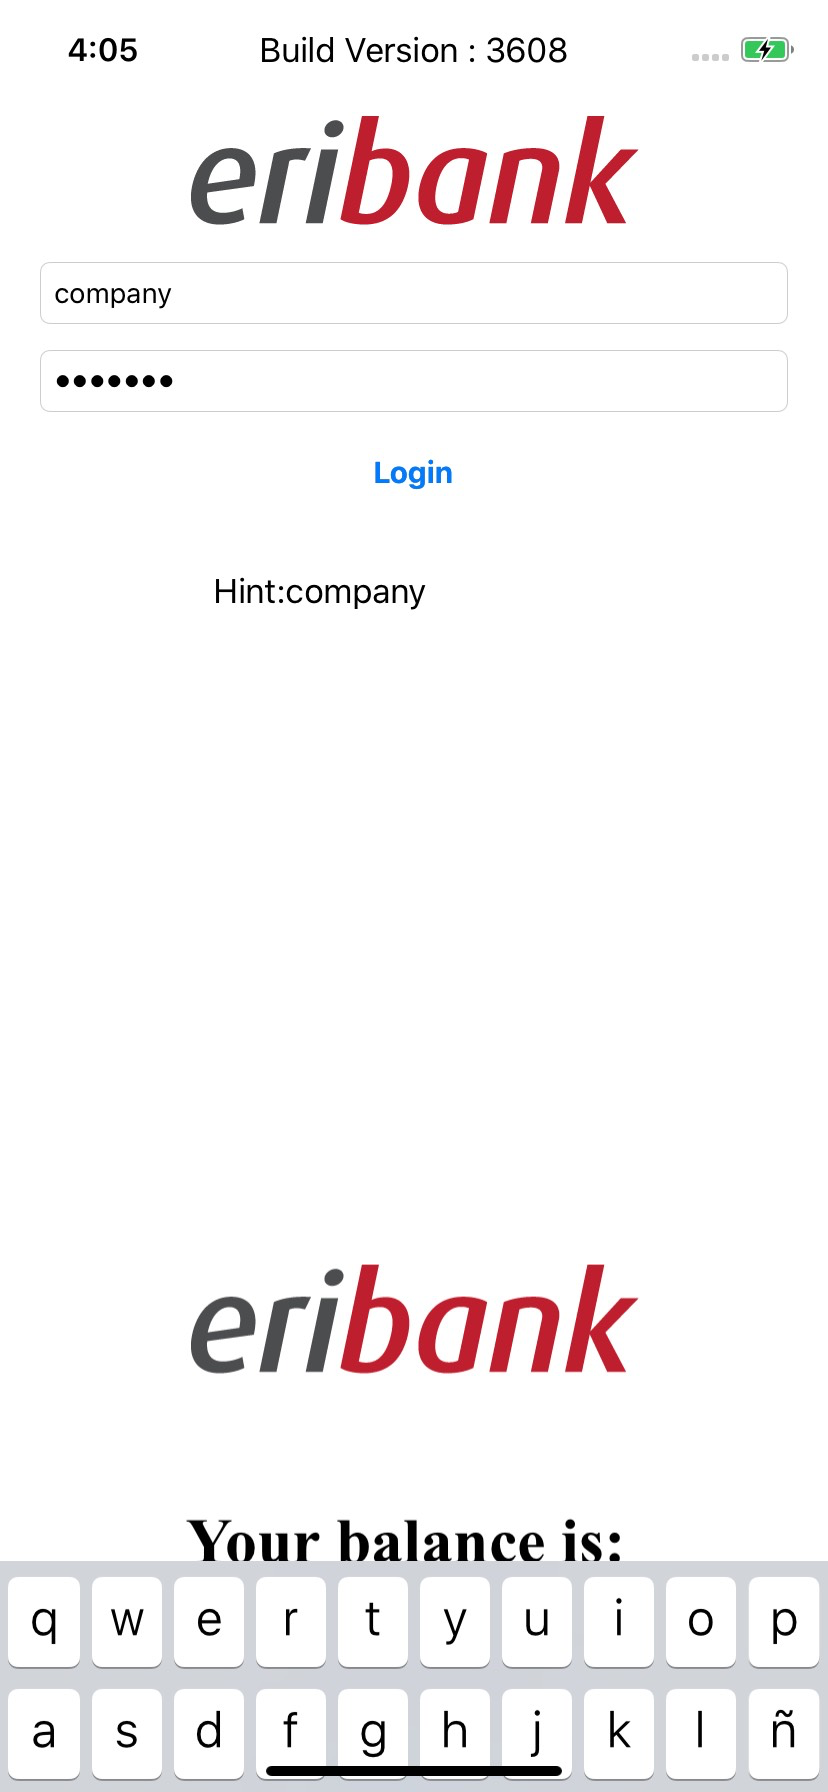 4:05
Build Version : 3608
eribank
company
•••••••
Login
Hint:company
eribank
Your balance is:
q w e r t y u i o p
a s d f g h j k l ñ